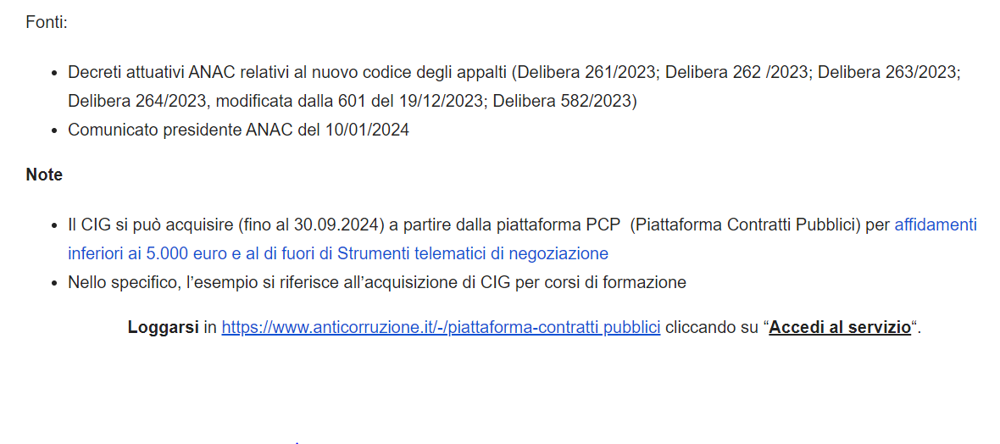 Fonti:
Decreti attuativi ANAC relativi al nuovo codice degli appalti (Delibera 261/2023; Delibera 262 /2023; Delibera 263/2023;
Delibera 264/2023, modificata dalla 601 del 19/12/2023; Delibera 582/2023)
Comunicato presidente ANAC del 10/01/2024
Note
Il CIG si può acquisire (fino al 30.09.2024) a partire dalla piattaforma PCP  (Piattaforma Contratti Pubblici) per affidamenti
inferiori ai 5.000 euro e al di fuori di Strumenti telematici di negoziazione
Nello specifico, l’esempio si riferisce all’acquisizione di CIG per corsi di formazione
Loggarsi in https://www.anticorruzione.it/-/piattaforma-contratti pubblici cliccando su “Accedi al servizio“.